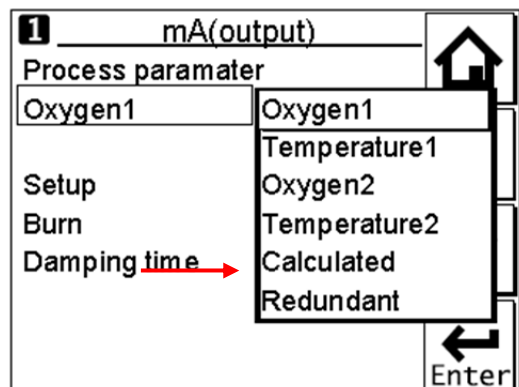 1 mA(output)
Process paramater
Oxygen1 Oxygen1
Temperature1
Setup Oxygen2
Burn Temperature2
Damping time Calculated
Redundant
Enter